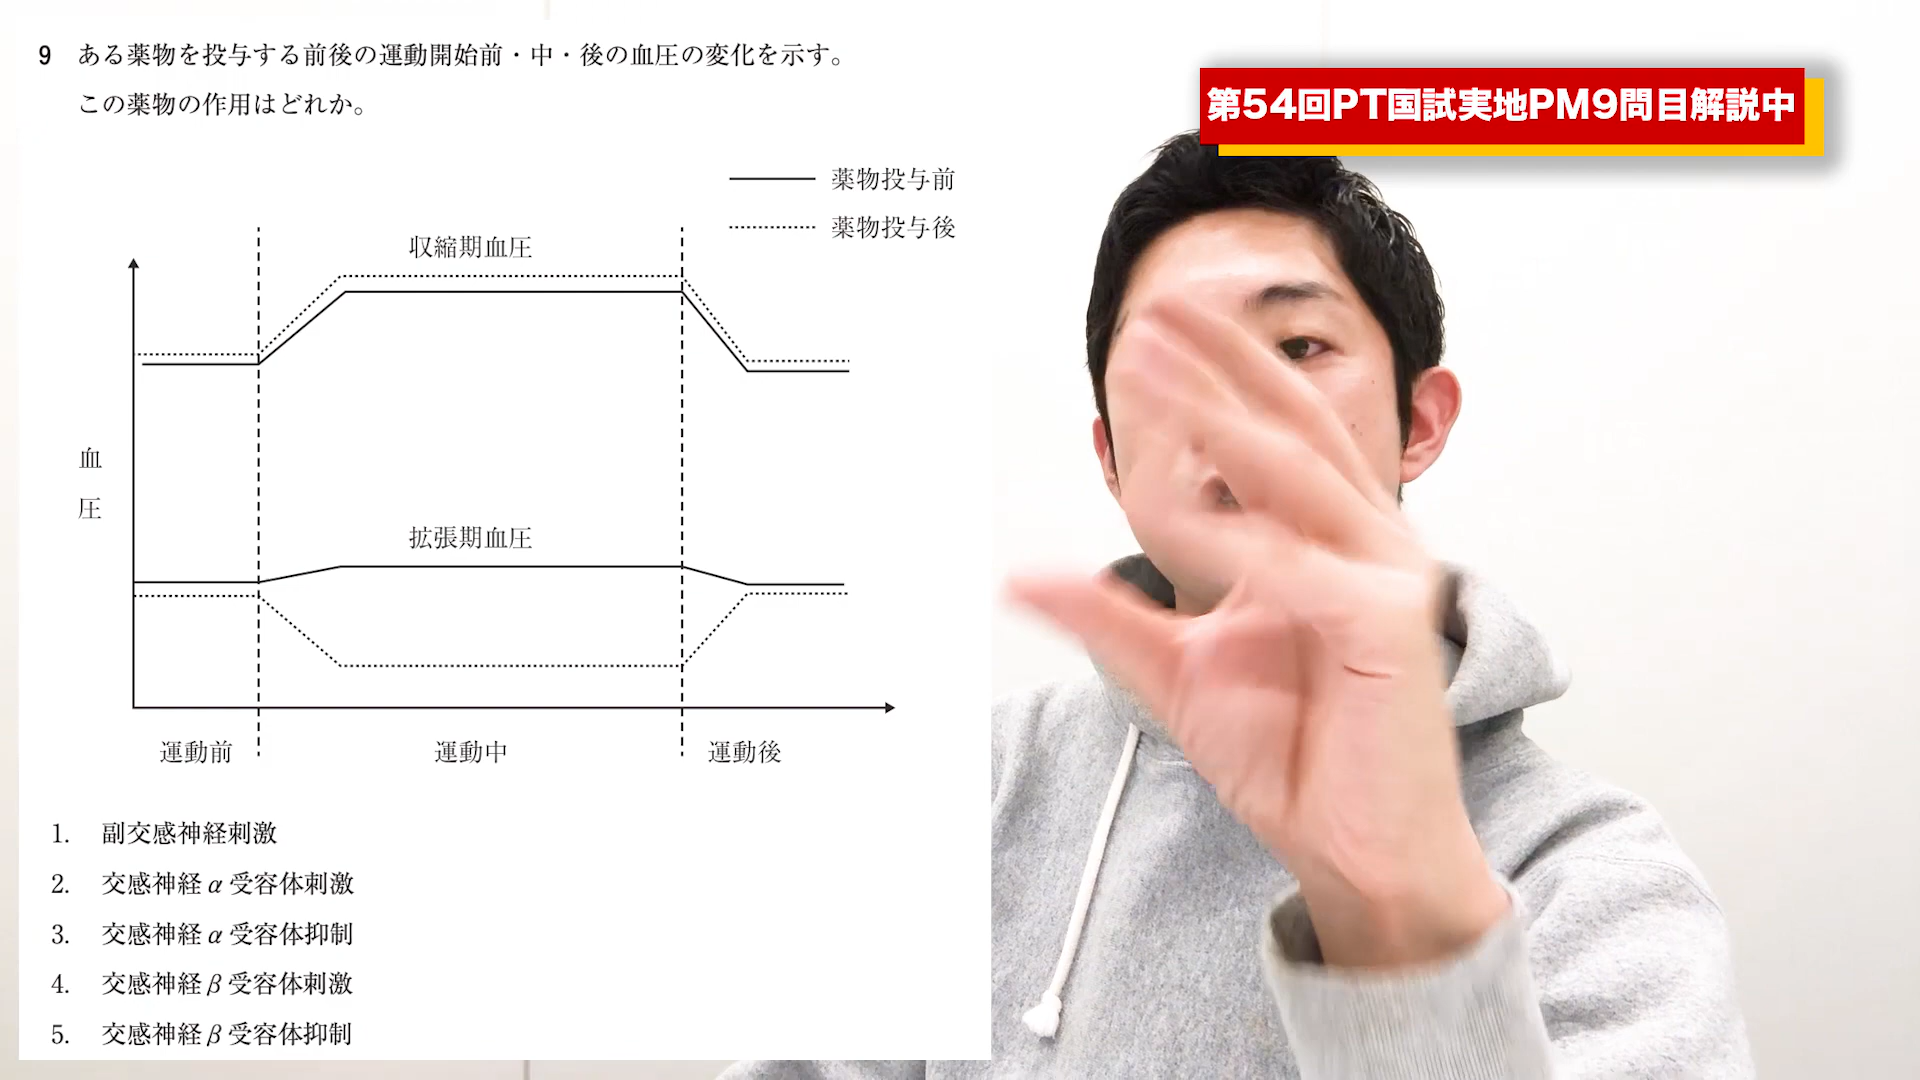 9 ある薬物を投与する前後の運動開始前・中・後の血圧の変化を示す。
この薬物の作用はどれか。
第54回PT国試実地PM9問目解説中
薬物投与前
薬物投与後
収縮期血圧
血圧
拡張期血圧
運動前 運動中 運動後
1. 副交感神経刺激
2. 交感神経α受容体刺激
3. 交感神経α受容体抑制
4. 交感神経β受容体刺激
5. 交感神経β受容体抑制